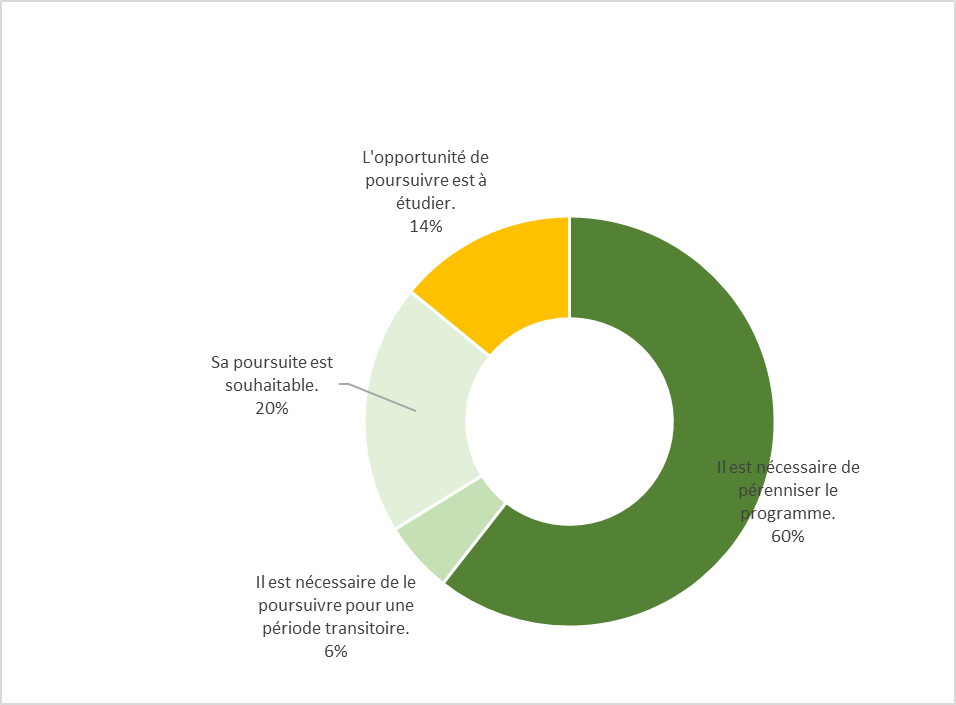 L'opportunité de
poursuivre est à
étudier.
14%
Sa poursuite est
souhaitable.
20%
Il est nécessaire de
pérenniser le
programme.
60%
Il est nécessaire de le
poursuivre pour une
période transitoire.
6%